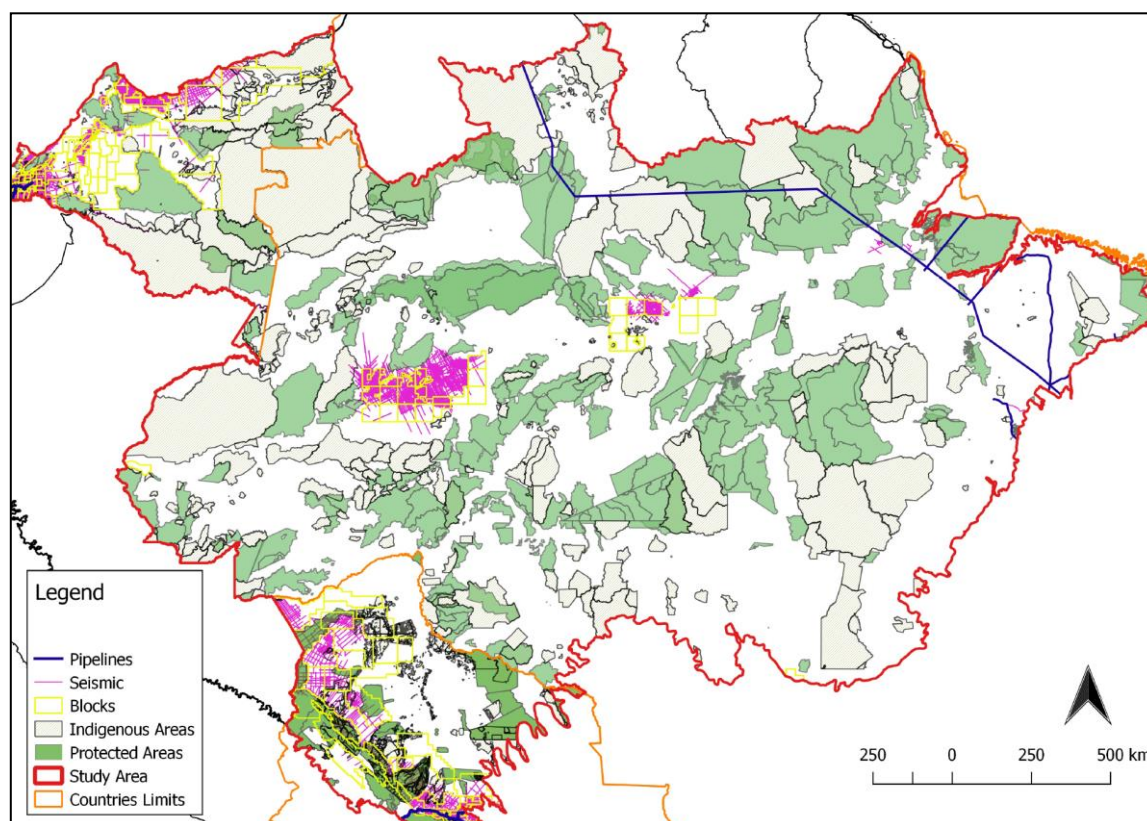 Legend
Pipelines
Seismic
Blocks
Indigenous Areas
Protected Areas
Study Area
Countries Limits
250 0 250 500 km